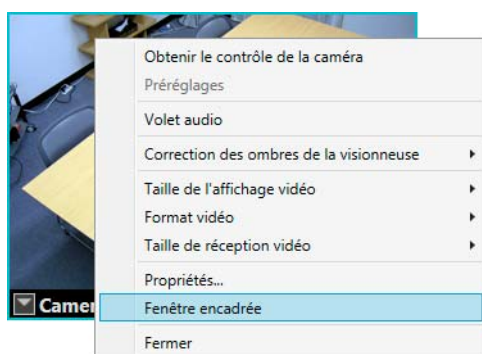 Obtenir le contrôle de la caméra
Préréglages
Volet audio
Correction des ombres de la visionneuse
Taille de l'affichage vidéo
Format vidéo
Taille de réception vidéo
Propriétés...
Fenêtre encadrée
Fermer
Camer